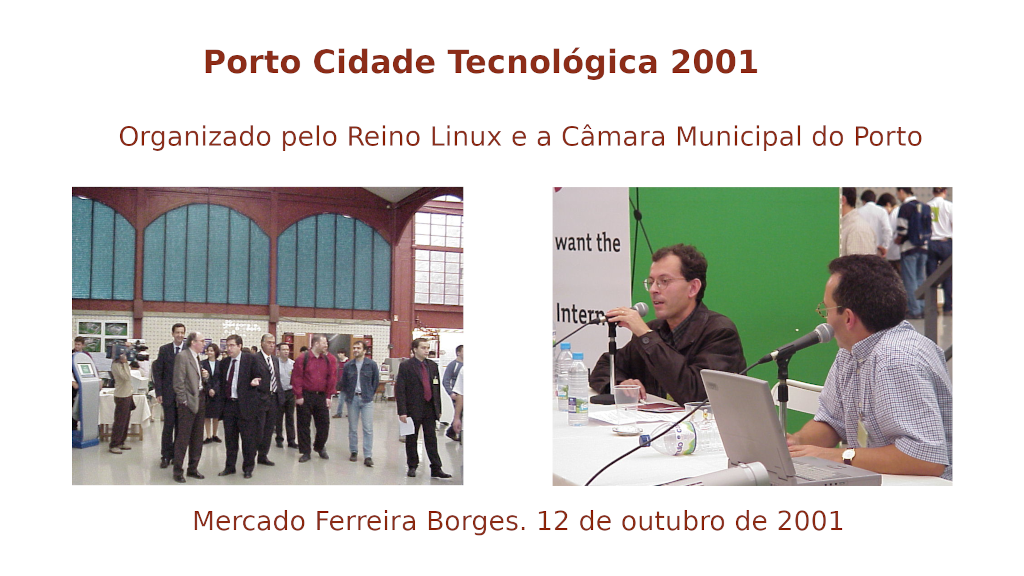 Porto Cidade Tecnológica 2001
Organizado pelo Reino Linux e a Câmara Municipal do Porto
want the
Intern
Mercado Ferreira Borges. 12 de outubro de 2001